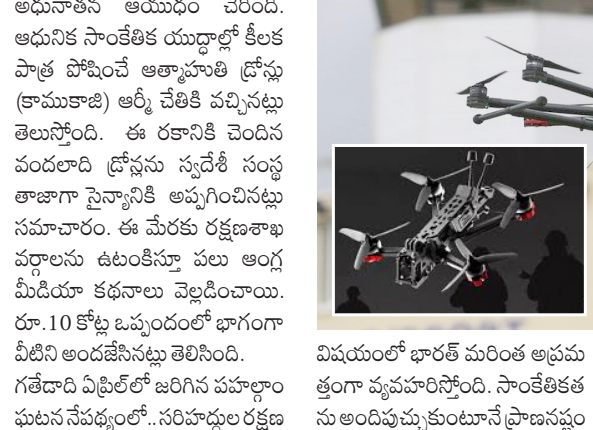 అధునాతన ఆయుధం చేరింది.
ఆధునిక సాంకేతిక యుద్ధాల్లో కీలక
పాత్ర పోషించే ఆత్మాహుతి డ్రోన్లు
(కాముకాజి) ఆర్మీ చేతికి వచ్చినట్లు
తెలుస్తోంది. ఈ రకానికి చెందిన
వందలాది డ్రోన్లను స్వదేశీ సంస్థ
తాజాగా సైన్యానికి అప్పగించినట్లు
సమాచారం. ఈ మేరకు రక్షణశాఖ
వర్గాలను ఉటంకిస్తూ పలు ఆంగ్ల
మీడియా కథనాలు వెల్లడించాయి.
రూ.10 కోట్ల ఒప్పందంలో భాగంగా
వీటిని అందజేసినట్లు తెలిసింది.
గతేడాది ఏప్రిల్‌లో జరిగిన పహల్గాం
ఘటన నేపథ్యంలో.. సరిహద్దుల రక్షణ
విషయంలో భారత్ మరింత అప్రమ
త్తంగా వ్యవహరిస్తోంది. సాంకేతికత
ను అందిపుచ్చుకుంటూనే ప్రాణనష్టం